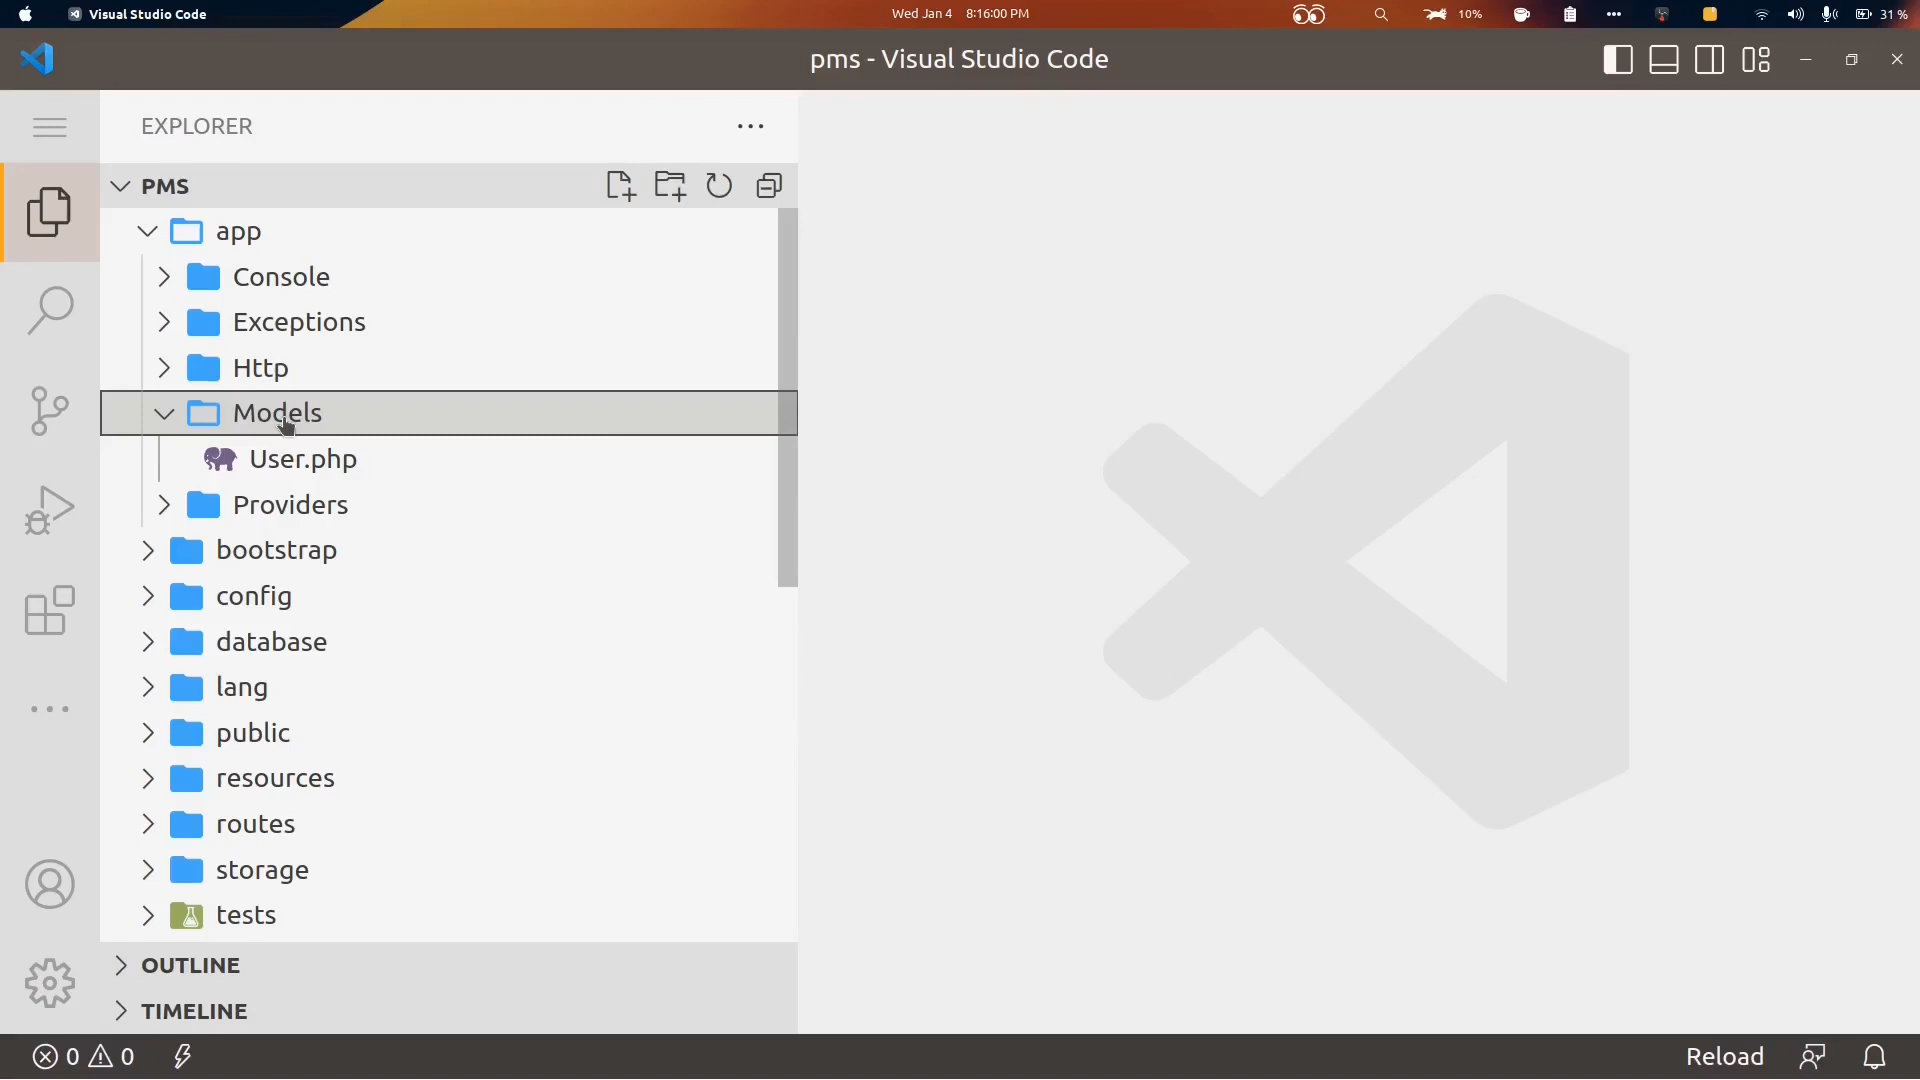 Visual Studio Code
Wed Jan 4 8:16:00 PM
10%
31 %
pms - Visual Studio Code
EXPLORER
PMS
app
Console
Exceptions
Http
Models
User.php
Providers
bootstrap
config
database
lang
public
resources
routes
storage
tests
OUTLINE
TIMELINE
0 0
Reload